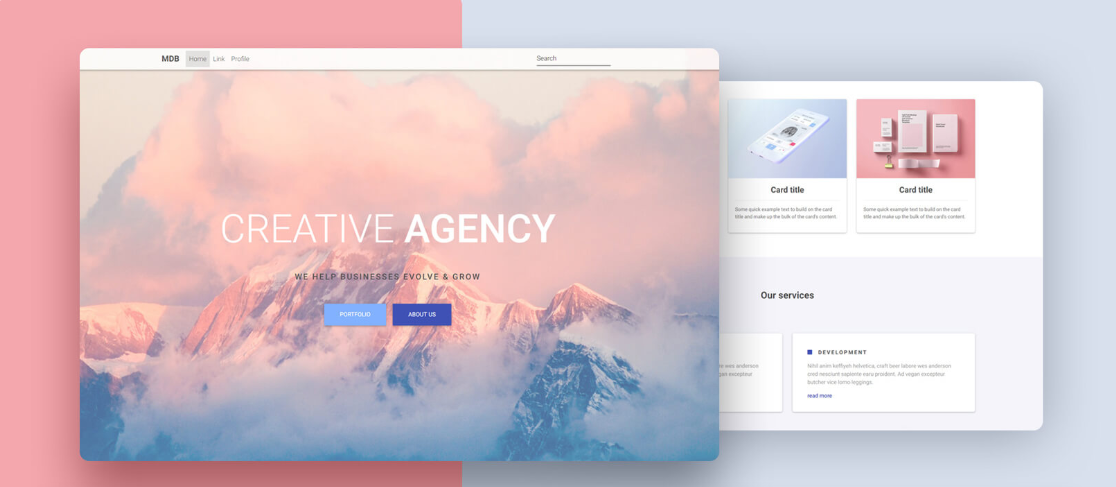 MDB Home Link Profile Search
CREATIVE AGENCY
WE HELP BUSINESSES EVOLVE & GROW
PORTFOLIO ABOUT US
Card title
Some quick example text to build on the card
title and make up the bulk of the card's content.
Card title
Some quick example text to build on the card
title and make up the bulk of the card's content.
Our services
wes anderson
excepteur
DEVELOPMENT
Nihil anim keffiyeh helvetica, craft beer labore wes anderson
cred nesciunt sapiente eara proident. Ad vegan excepteur
butcher vice lomo leggings.
read more